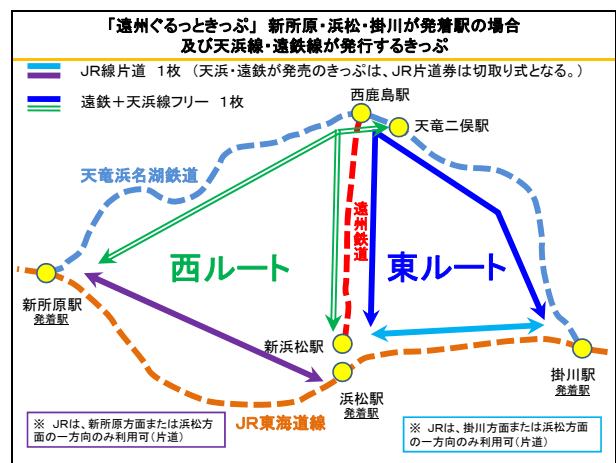 「遠州ぐるっときっぷ」 新所原・浜松・掛川が発着駅の場合
及び天浜線・遠鉄線が発行するきっぷ
JR線片道 1枚 (天浜・遠鉄が発売のきっぷは、JR片道券は切取り式となる。)
遠鉄+天浜線フリー 1枚
西鹿島駅
天竜二俣駅
天竜浜名湖鉄道
遠州鉄道
西ルート
東ルート
新所原駅
発着駅
新浜松駅
浜松駅
発着駅
掛川駅
発着駅
JR東海道線
※ JRは、新所原方面または浜松方
面の一方向のみ利用可(片道)
※ JRは、掛川方面または浜松方面
の一方向のみ利用可(片道)